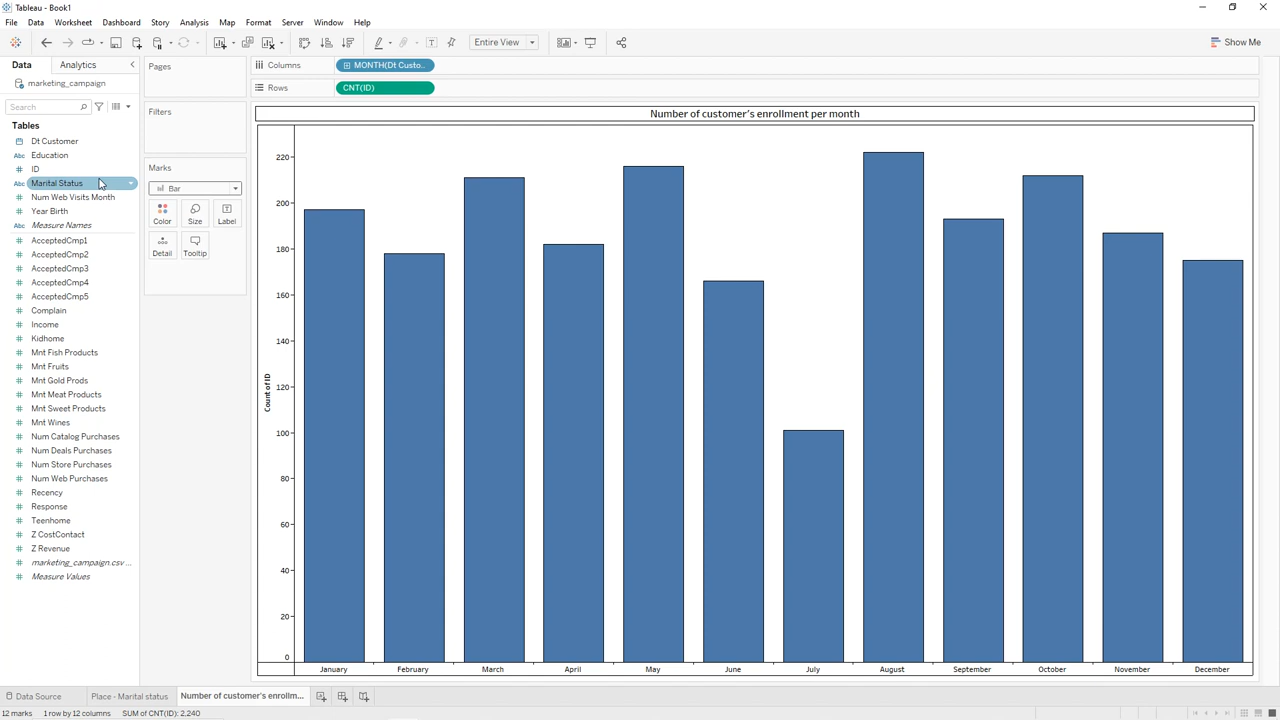 Tableau - Book1
File Data Worksheet Dashboard Story Analysis Map Format Server Window Help
Entire View
Show Me
Data Analytics
marketing_campaign
Search
Tables
Dt Customer
Abc Education
ID
Abc Marital Status
Num Web Visits Month
Year Birth
Abc Measure Names
AcceptedCmp1
AcceptedCmp2
AcceptedCmp3
AcceptedCmp4
AcceptedCmp5
Complain
Income
Kidhome
Mnt Fish Products
Mnt Fruits
Mnt Gold Prods
Mnt Meat Products
Mnt Sweet Products
Mnt Wines
Num Catalog Purchases
Num Deals Purchases
Num Store Purchases
Num Web Purchases
Recency
Response
Teenhome
Z CostContact
Z Revenue
marketing_campaign.csv ...
Measure Values
Pages
Filters
Marks
Bar
Color Size Label
Detail Tooltip
Columns MONTH(Dt Custo..
Rows CNT(ID)
Number of customer's enrollment per month
Count of ID
220
200
180
160
140
120
100
80
60
40
20
0
January February March April May June July August September October November December
Data Source Place - Marital status Number of customer's enrollm...
12 marks 1 row by 12 columns SUM of CNT(ID): 2,240